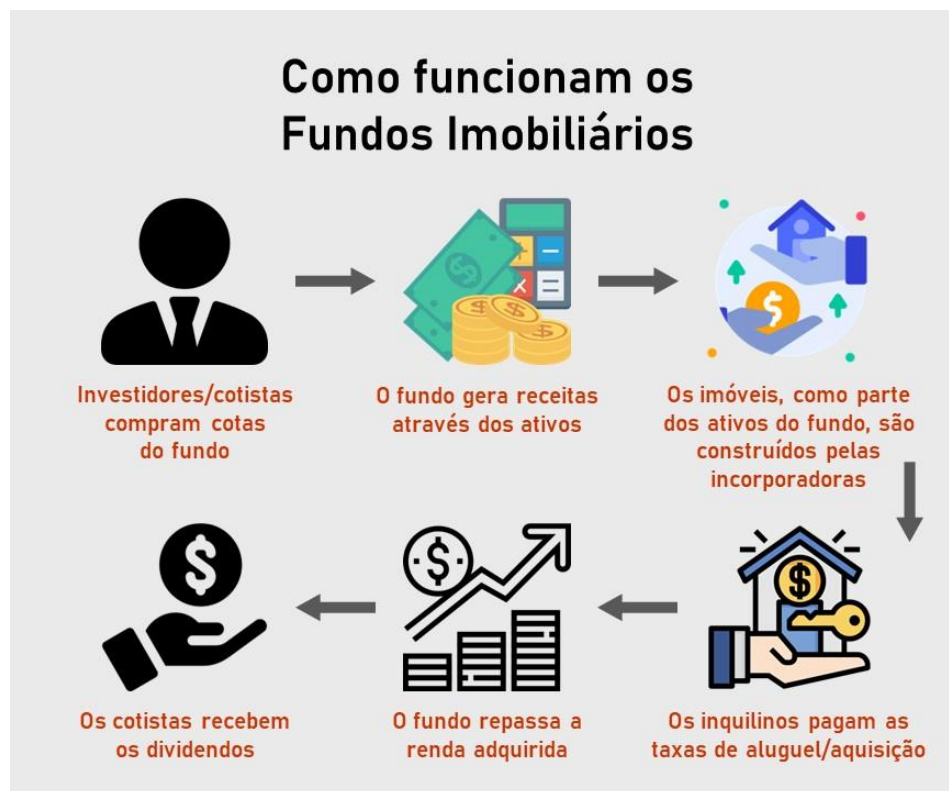 Como funcionam os
Fundos Imobiliários
Investidores/cotistas
compram cotas
do fundo
O fundo gera receitas
através dos ativos
Os imóveis, como parte
dos ativos do fundo, são
construídos pelas
incorporadoras
Os cotistas recebem
os dividendos
O fundo repassa a
renda adquirida
Os inquilinos pagam as
taxas de aluguel/aquisição